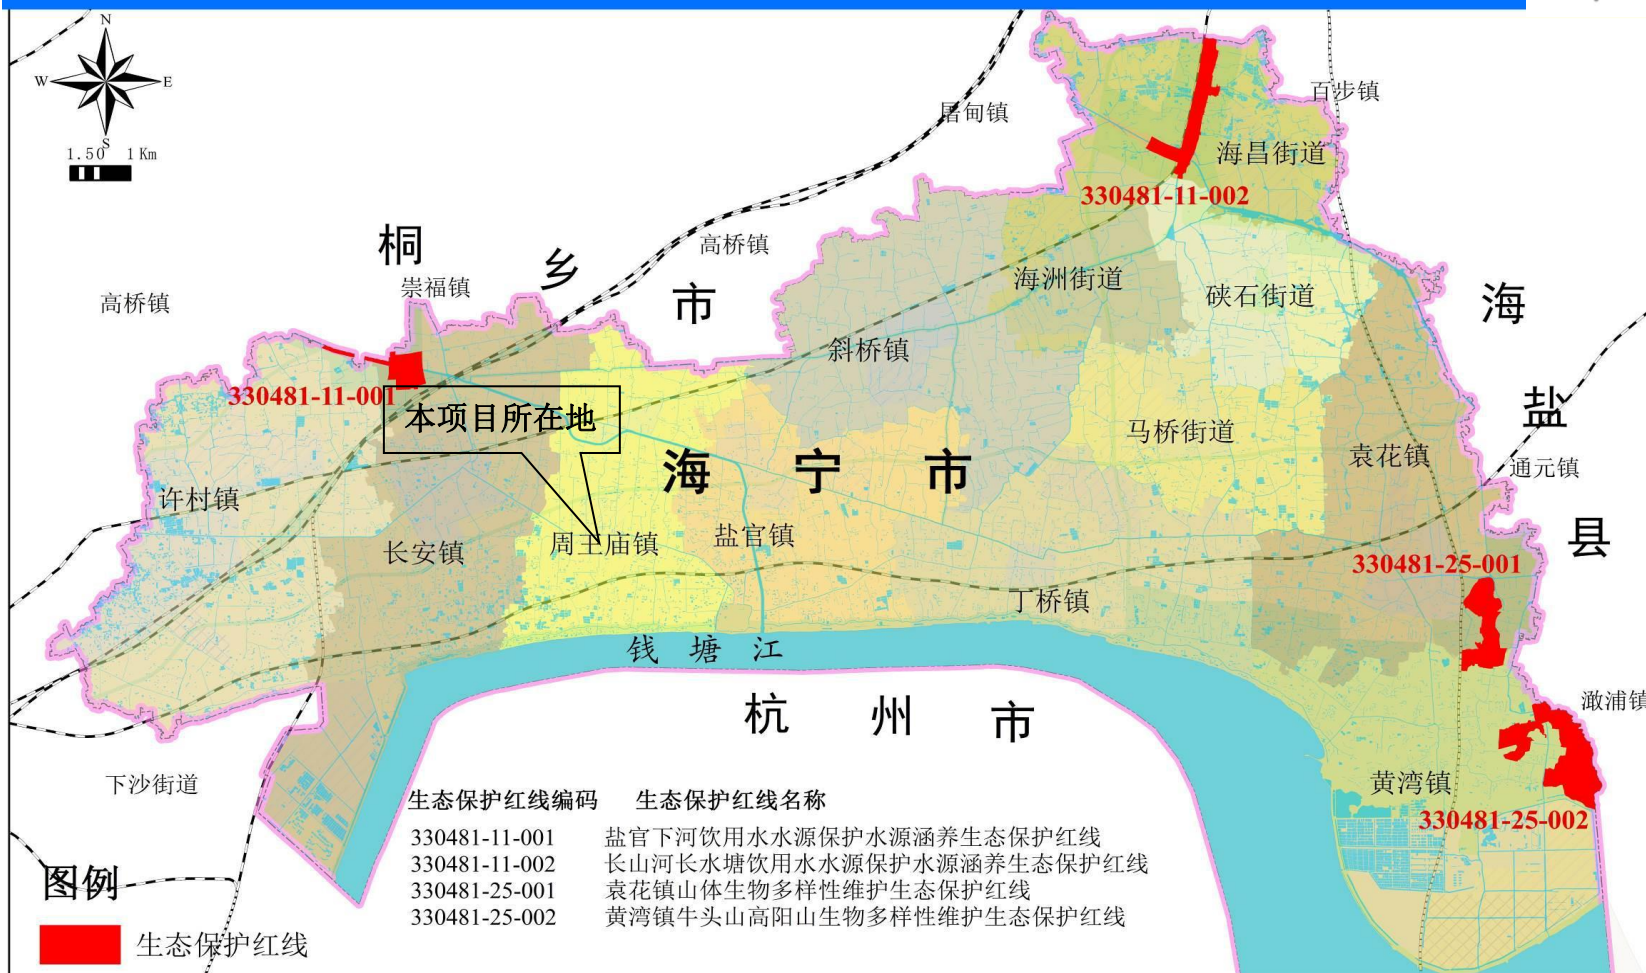 N
W
E
S
1.50 1 Km
屠甸镇
百步镇
海昌街道
330481-11-002
桐乡市
高桥镇
崇福镇
高桥镇
海洲街道
硖石街道
海盐县
斜桥镇
330481-11-001
本项目所在地
马桥街道
袁花镇
海宁市
通元镇
许村镇
长安镇
周王庙镇
盐官镇
330481-25-001
丁桥镇
钱塘江
杭州市
澉浦镇
下沙街道
黄湾镇
330481-25-002
生态保护红线编码 生态保护红线名称
330481-11-001 盐官下河饮用水水源保护水源涵养生态保护红线
330481-11-002 长山河长水塘饮用水水源保护水源涵养生态保护红线
330481-25-001 袁花镇山体生物多样性维护生态保护红线
330481-25-002 黄湾镇牛头山高阳山生物多样性维护生态保护红线
图例
生态保护红线